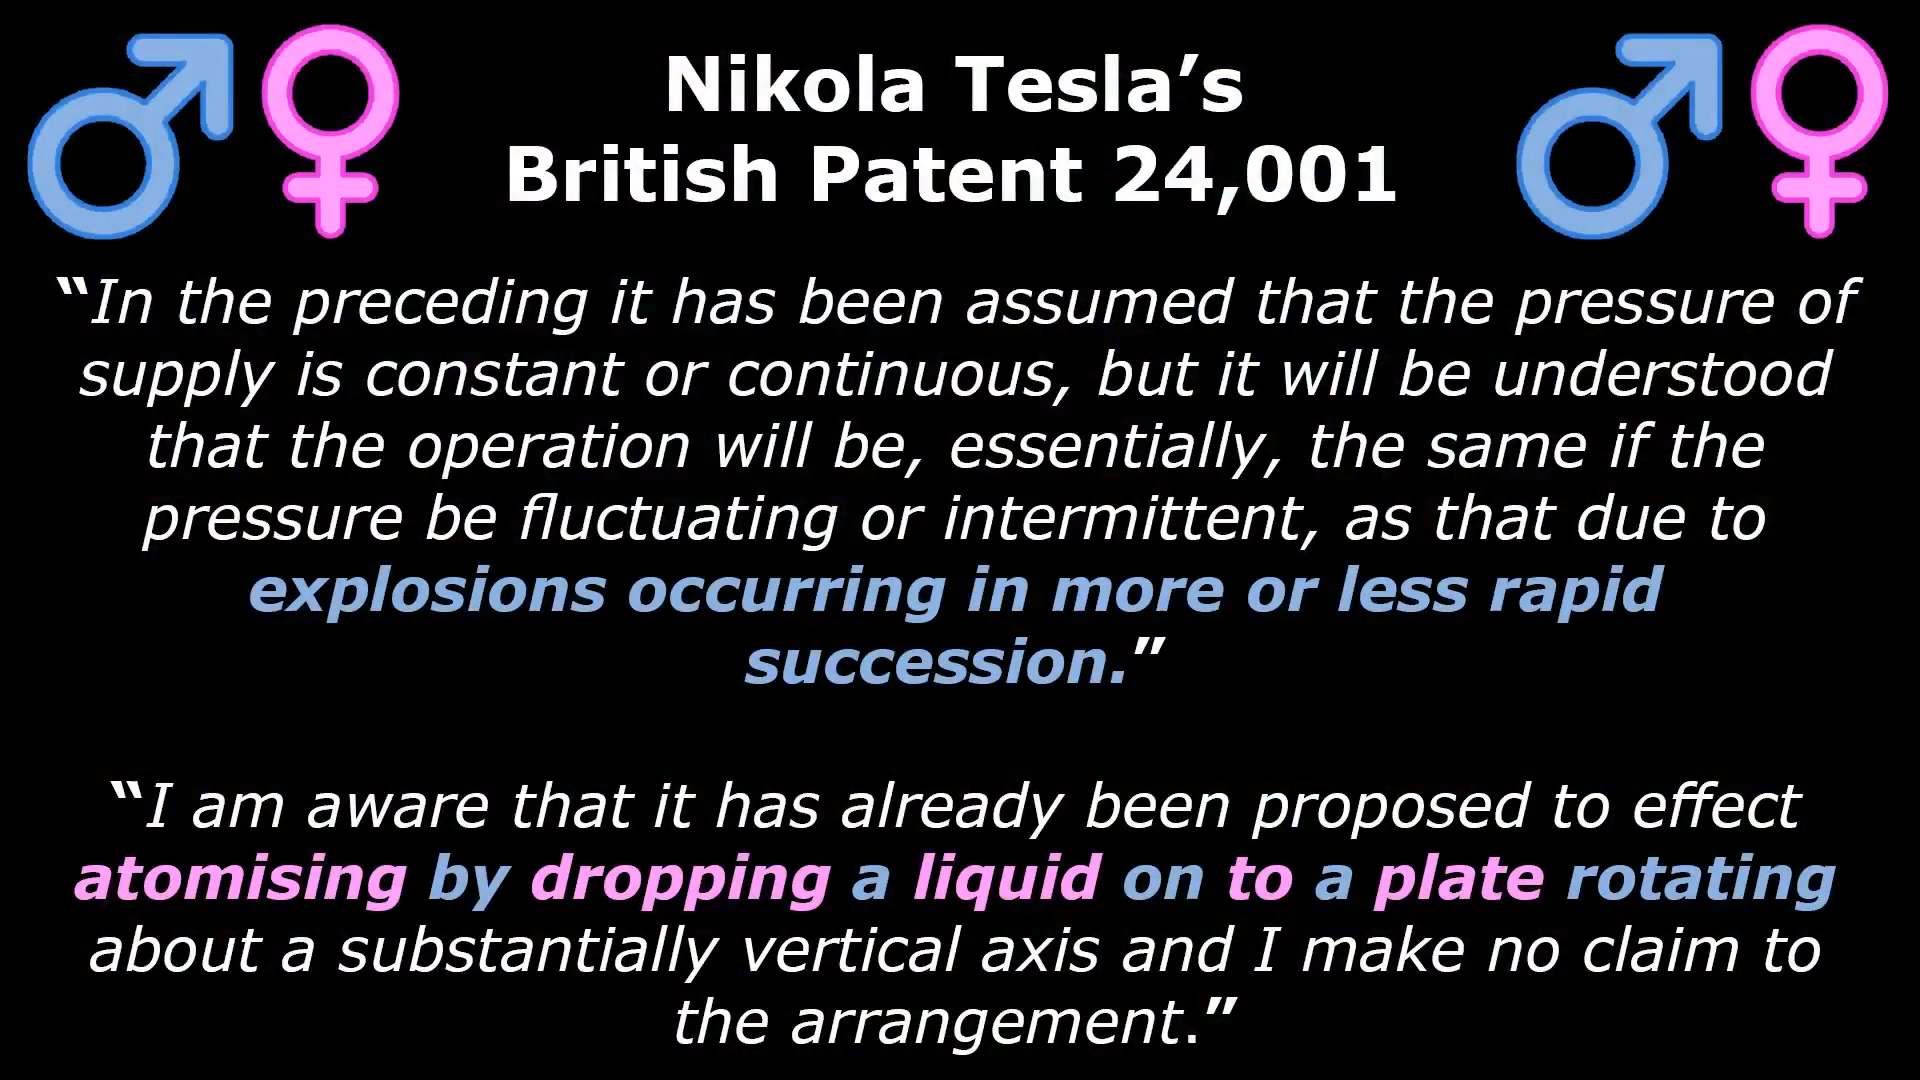 Nikola Tesla’s
British Patent 24,001
“In the preceding it has been assumed that the pressure of
supply is constant or continuous, but it will be understood
that the operation will be, essentially, the same if the
pressure be fluctuating or intermittent, as that due to
explosions occurring in more or less rapid
succession.”
“I am aware that it has already been proposed to effect
atomising by dropping a liquid on to a plate rotating
about a substantially vertical axis and I make no claim to
the arrangement.”